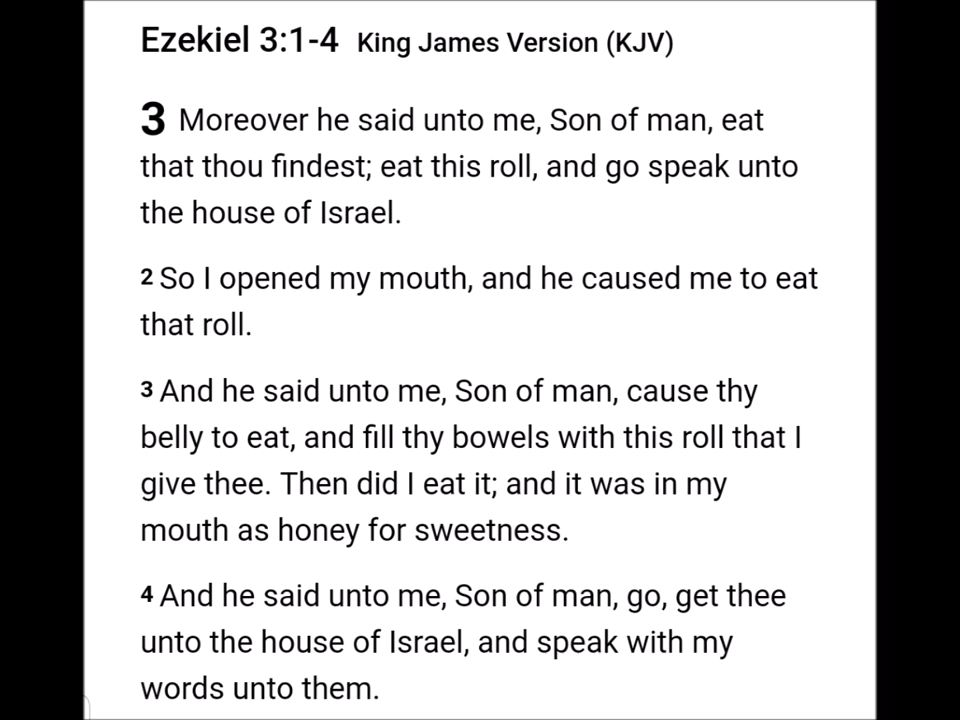 Ezekiel 3:1-4 King James Version (KJV)
3 Moreover he said unto me, Son of man, eat
that thou findest; eat this roll, and go speak unto
the house of Israel.
2 So I opened my mouth, and he caused me to eat
that roll.
3 And he said unto me, Son of man, cause thy
belly to eat, and fill thy bowels with this roll that I
give thee. Then did I eat it; and it was in my
mouth as honey for sweetness.
4 And he said unto me, Son of man, go, get thee
unto the house of Israel, and speak with my
words unto them.